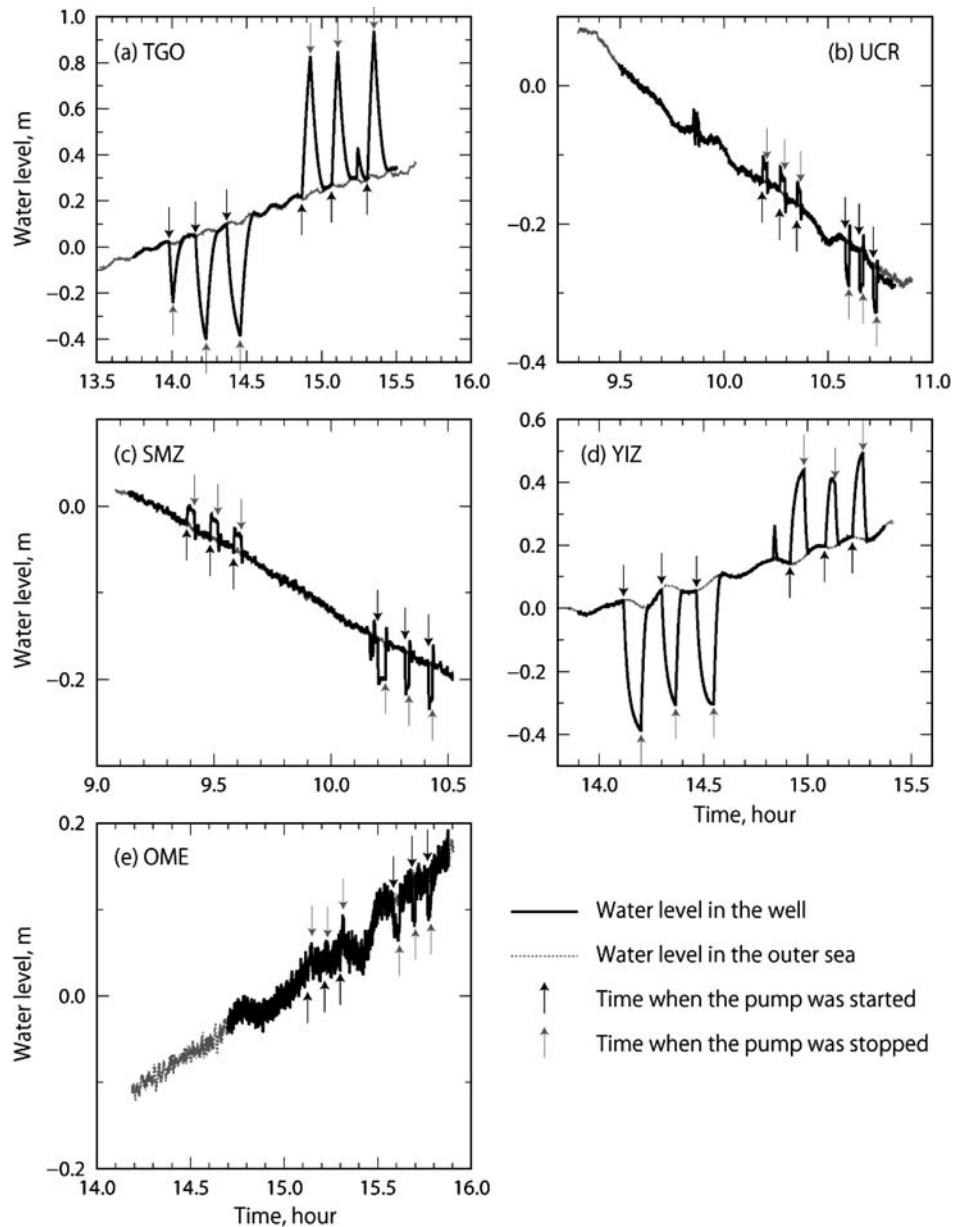 (a) TGO
Water level, m
1.0
0.8
0.6
0.4
0.2
0.0
−0.2
−0.4
13.5 14.0 14.5 15.0 15.5 16.0
(b) UCR
0.0
−0.2
−0.4
9.5 10.0 10.5 11.0
(c) SMZ
Water level, m
0.0
−0.2
9.0 9.5 10.0 10.5
(d) YIZ
0.6
0.4
0.2
0.0
−0.2
−0.4
14.0 14.5 15.0 15.5
Time, hour
(e) OME
Water level, m
0.2
0.0
−0.2
14.0 14.5 15.0 15.5 16.0
Time, hour
Water level in the well
Water level in the outer sea
Time when the pump was started
Time when the pump was stopped